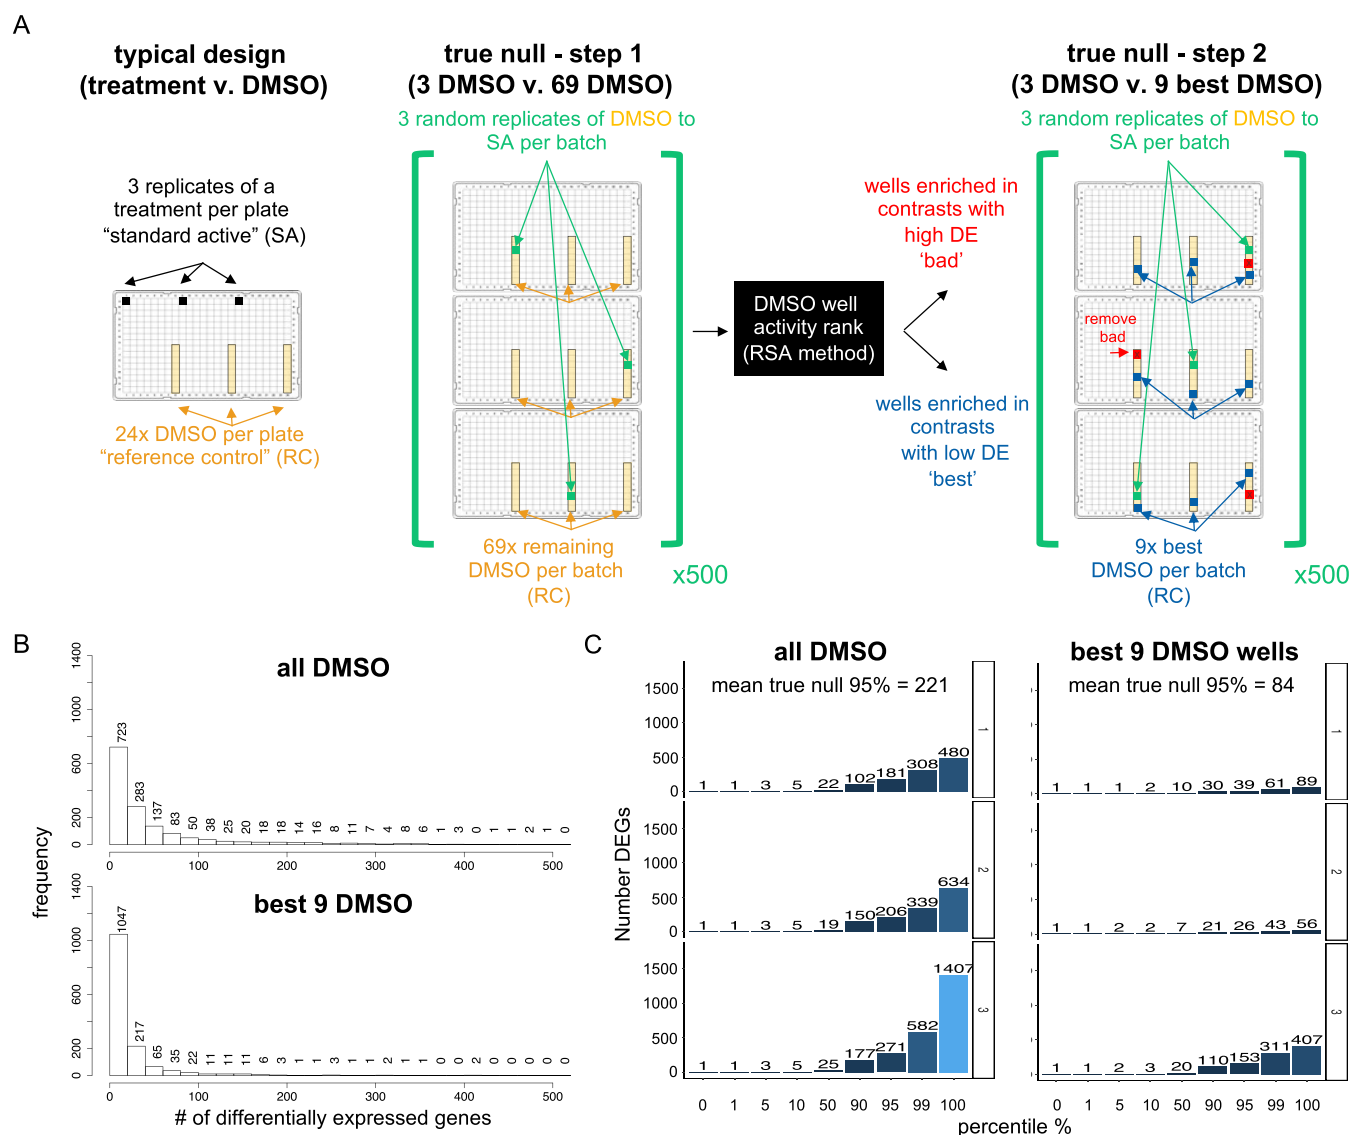 A
typical design
(treatment v. DMSO)
3 replicates of a
treatment per plate
“standard active” (SA)
24x DMSO per plate
“reference control” (RC)
true null - step 1
(3 DMSO v. 69 DMSO)
3 random replicates of DMSO to
SA per batch
69x remaining
DMSO per batch
(RC)
x500
DMSO well
activity rank
(RSA method)
wells enriched in
contrasts with
high DE
‘bad’
wells enriched in
contrasts
with low DE
‘best’
true null - step 2
(3 DMSO v. 9 best DMSO)
3 random replicates of DMSO to
SA per batch
remove
bad
9x best
DMSO per batch
(RC)
x500
B
all DMSO
1400
1000
600
200
0
723 283 137 83 50 38 25 20 18 18 14 16 8 11 7 4 8 6 1 3 0 1 1 2 1 0
0 100 200 300 400 500
frequency
best 9 DMSO
1400
1000
600
200
0
1047 217 65 35 22 11 11 11 6 3 1 1 3 1 1 2 1 1 0 0 2 0 0 0 0 0
0 100 200 300 400 500
# of differentially expressed genes
C
all DMSO
mean true null 95% = 221
best 9 DMSO wells
mean true null 95% = 84
Number DEGs
1500
1000
500
0
1 1 3 5 22 102 181 308 480
1
1 1 1 2 10 30 39 61 89
1
1500
1000
500
0
1 1 3 5 19 150 206 339 634
2
1 1 2 2 7 21 26 43 56
2
1500
1000
500
0
1 1 3 5 25 177 271 582 1407
3
1 1 2 3 20 110 153 311 407
3
0 1 5 10 50 90 95 99 100
0 1 5 10 50 90 95 99 100
percentile %